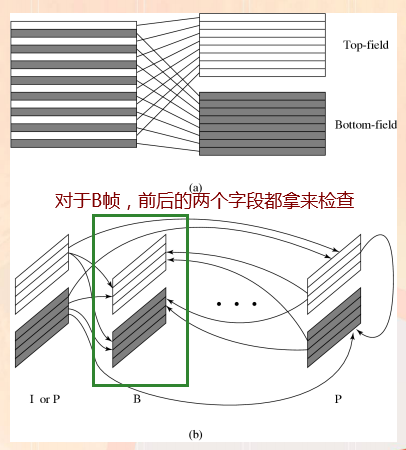 Top-field
Bottom-field
(a)
对于B帧，前后的两个字段都拿来检查
I or P
B
P
(b)